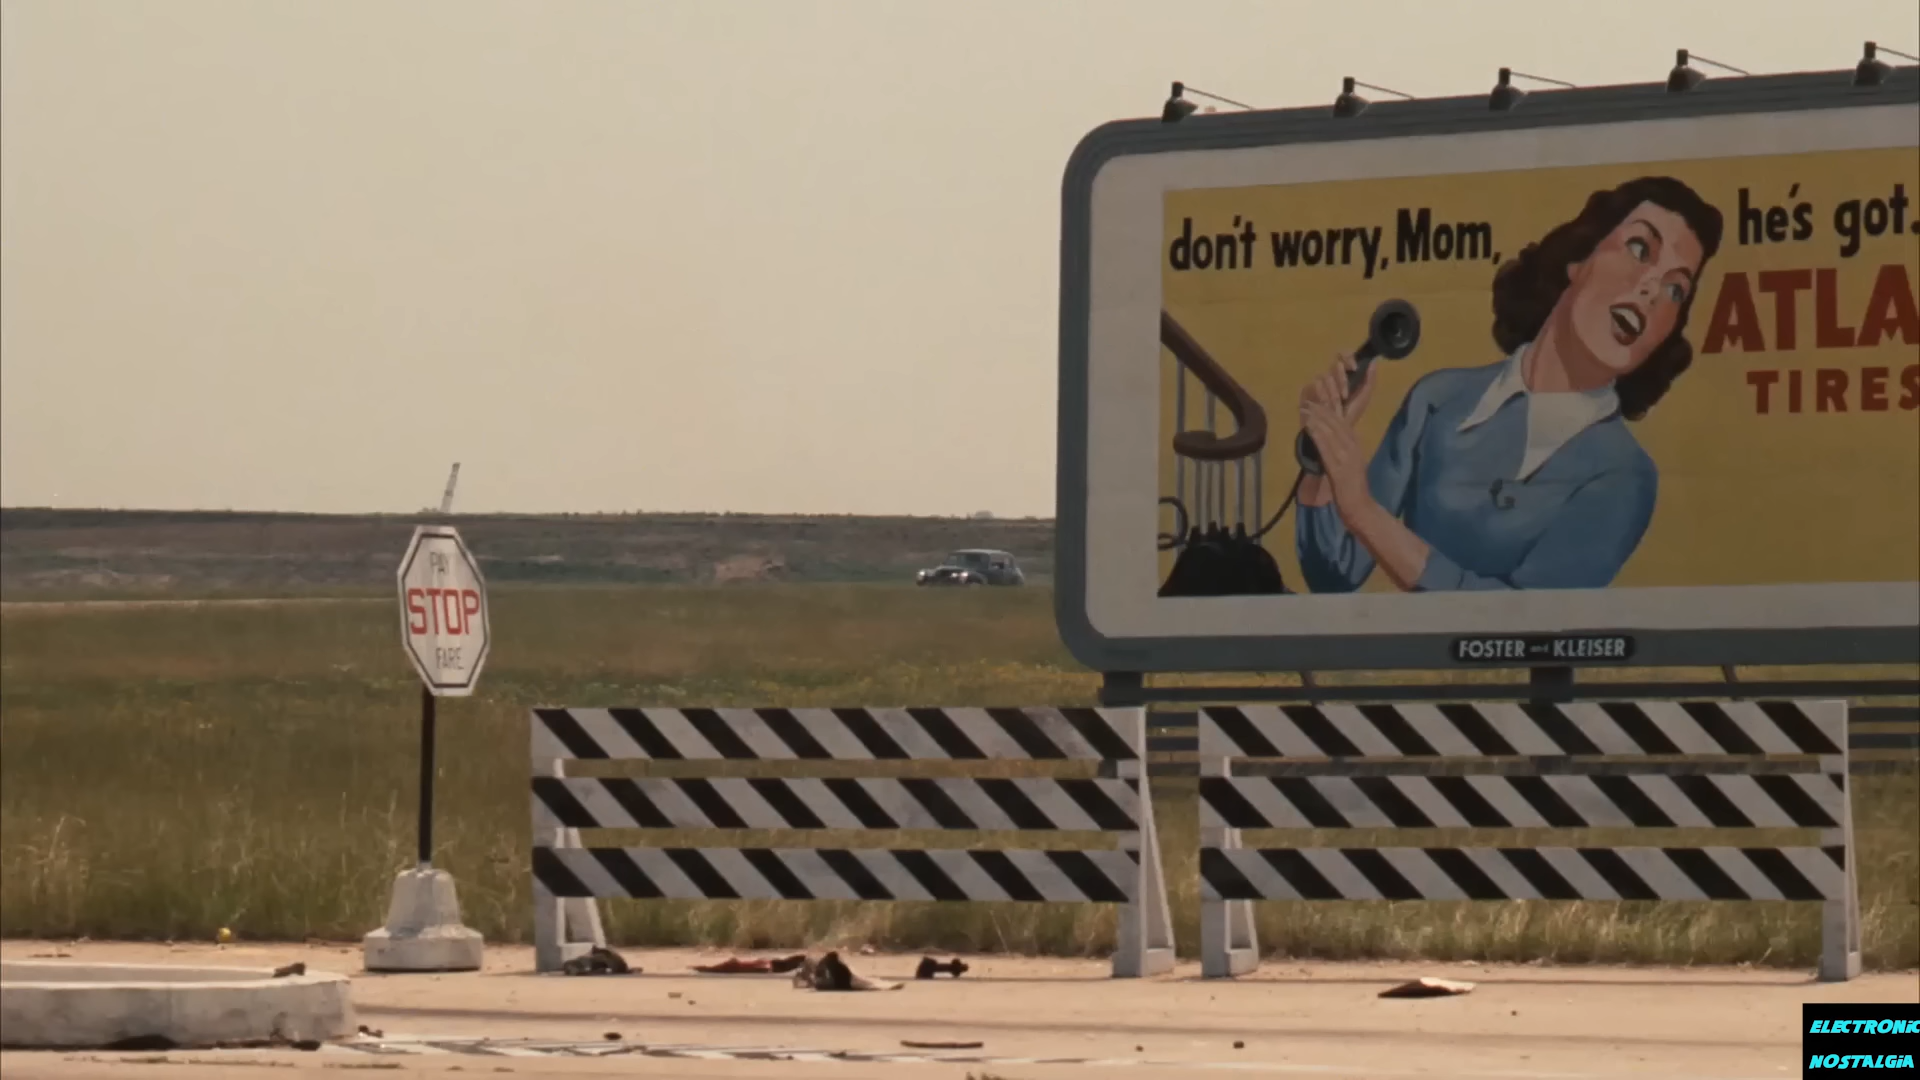 don't worry, Mom,
he's got.
ATLA
TIRES
FOSTER and KLEISER
PAY
STOP
FARE
ELECTRONIC
NOSTALGIA